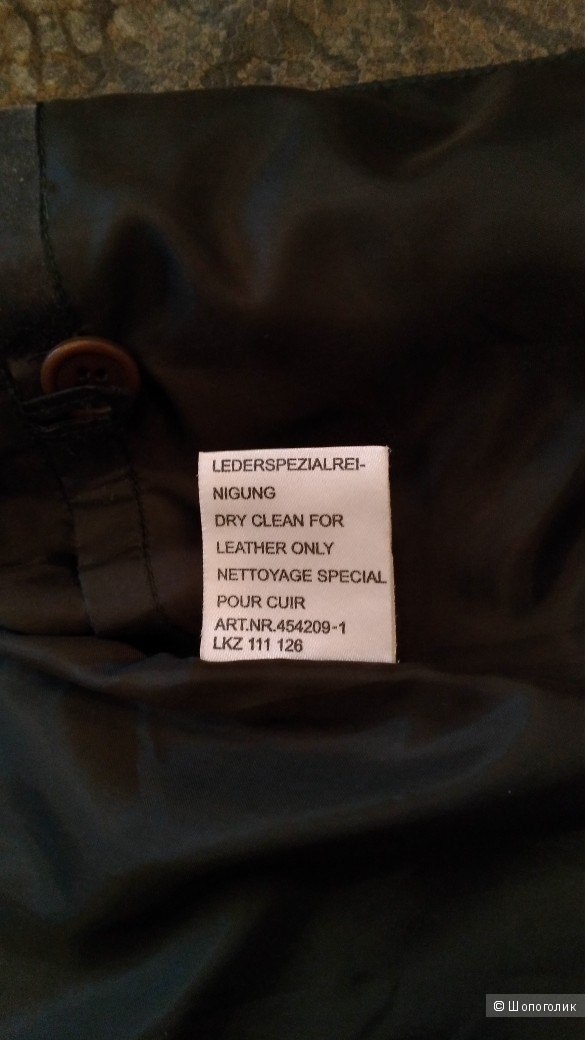 LEDERSPEZIALREI-
NIGUNG
DRY CLEAN FOR
LEATHER ONLY
NETTOYAGE SPECIAL
POUR CUIR
ART.NR.454209-1
LKZ 111 126
© Шопоголик